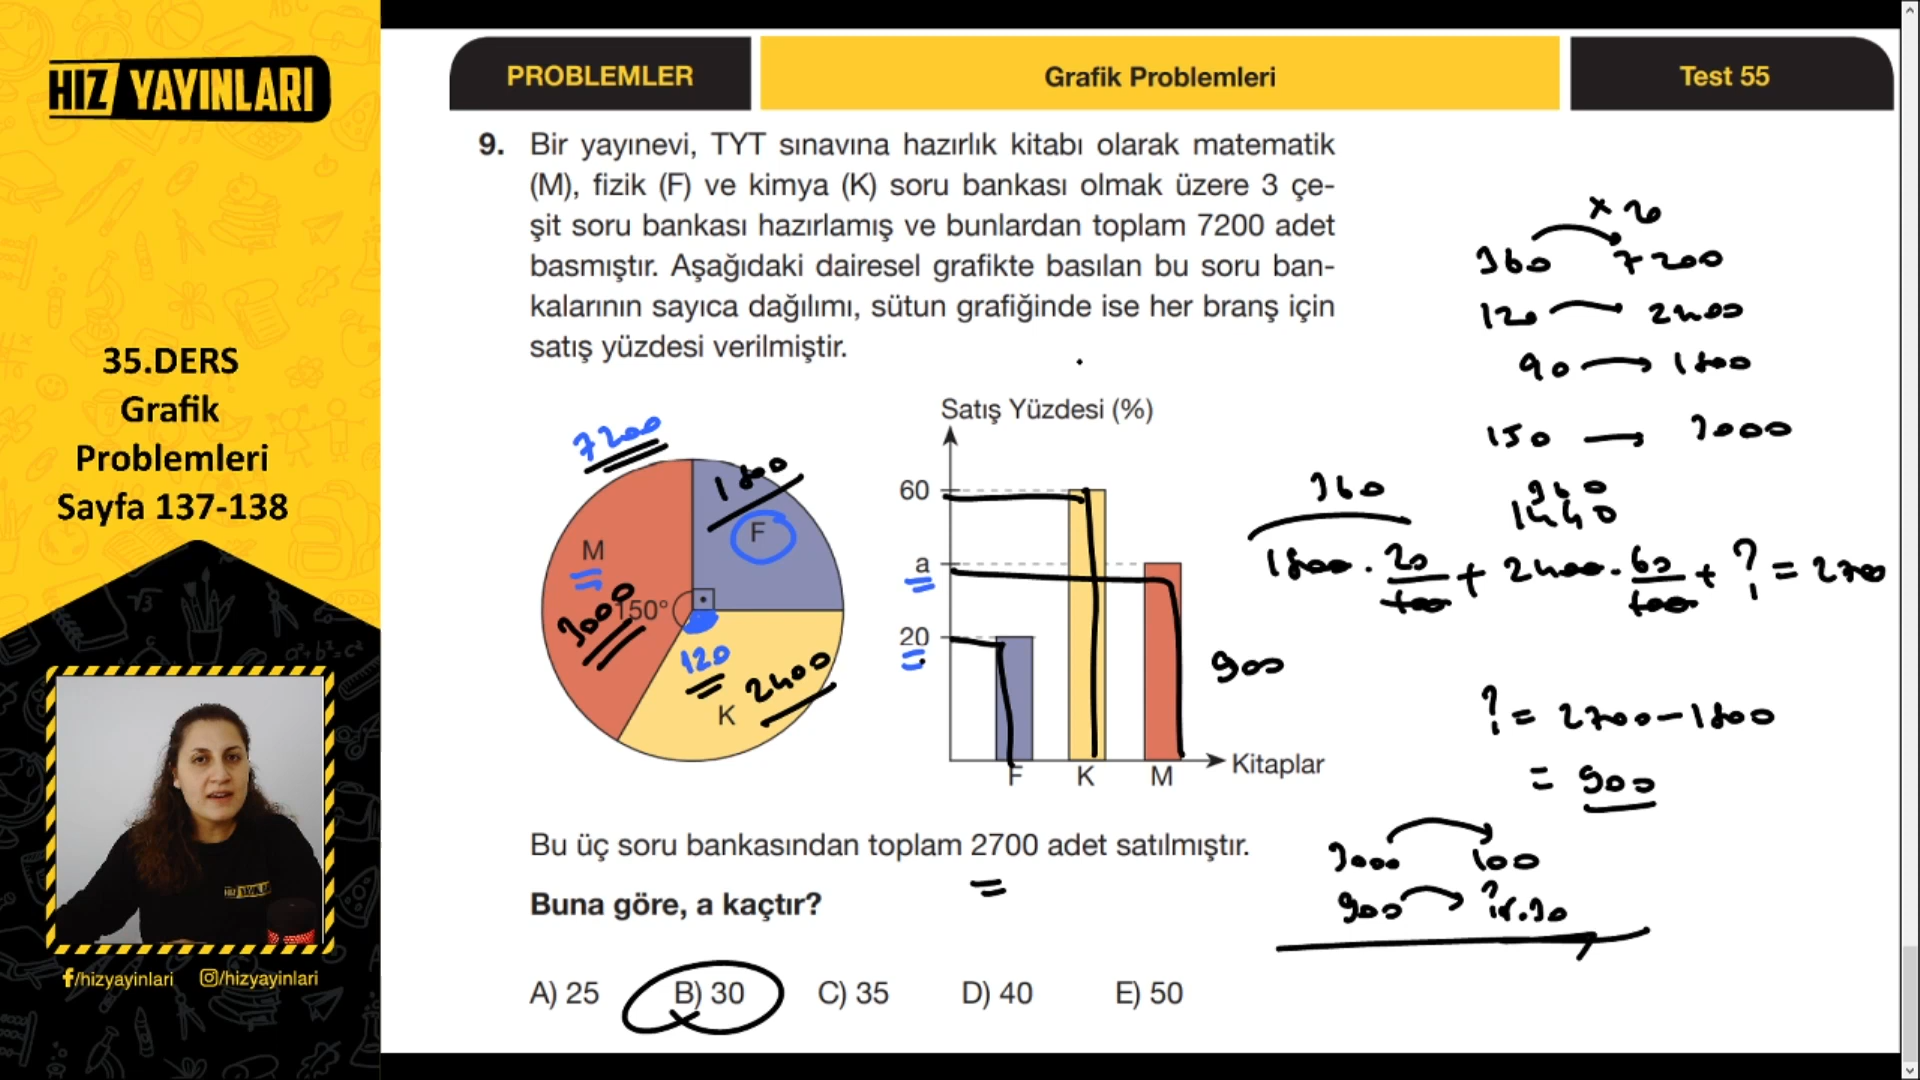 HIZ YAYINLARI
35.DERS
Grafik
Problemleri
Sayfa 137-138
f/hizyayinlari /hizyayinlari
PROBLEMLER
Grafik Problemleri
Test 55
9. Bir yayınevi, TYT sınavına hazırlık kitabı olarak matematik
(M), fizik (F) ve kimya (K) soru bankası olmak üzere 3 çe-
şit soru bankası hazırlamış ve bunlardan toplam 7200 adet
basmıştır. Aşağıdaki dairesel grafikte basılan bu soru ban-
kalarının sayıca dağılımı, sütun grafiğinde ise her branş için
satış yüzdesi verilmiştir.
7200
1800
F
M
3000
150°
120
2400
K
Satış Yüzdesi (%)
60
a
20
F K M
Kitaplar
900
Bu üç soru bankasından toplam 2700 adet satılmıştır.
Buna göre, a kaçtır?
A) 25 B) 30 C) 35 D) 40 E) 50
360 7200
120 2400
90 1800
150 3000
360
360
1440
1800 . 20/100 + 2400 . 60/100 + ? = 2700
? = 2700 - 1800
= 900
3000 100
900